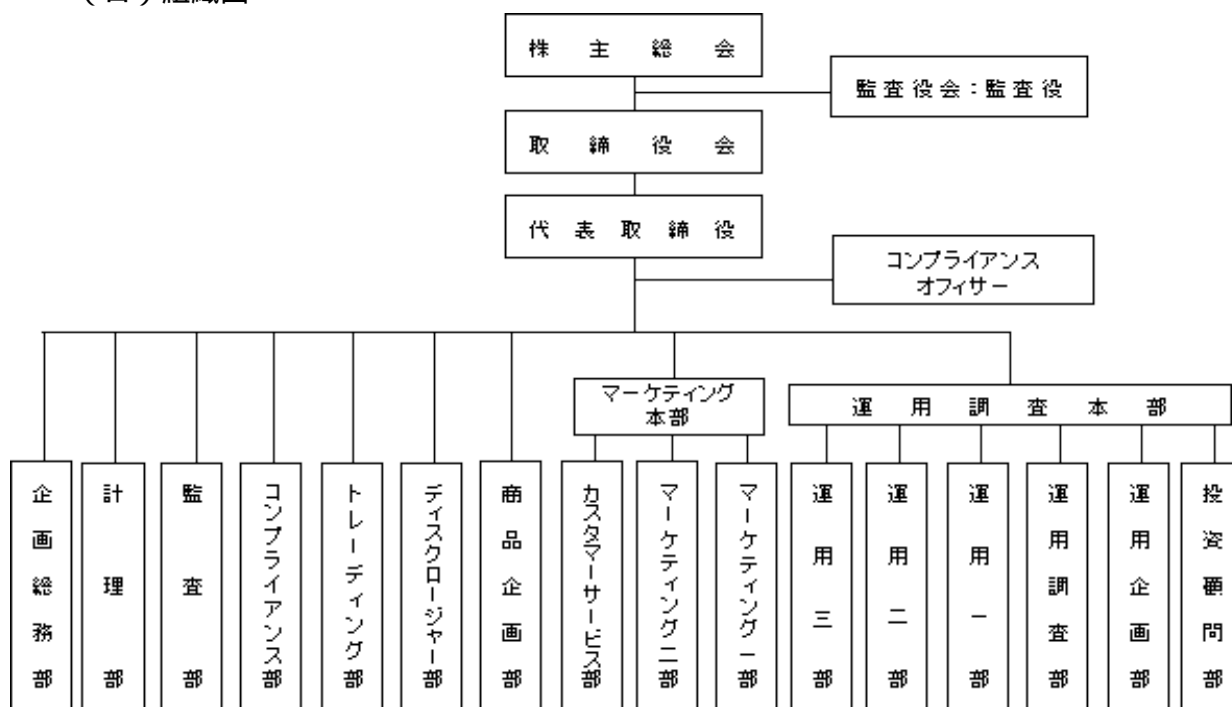 株主総会
監査役会：監査役
取締役会
代表取締役
コンプライアンス
オフィサー
マーケティング
本部
運用調査本部
企画総務部
計理部
監査部
コンプライアンス部
トレーディング部
ディスクロージャー部
商品企画部
カスタマーサービス部
マーケティング二部
マーケティング一部
運用三部
運用二部
運用一部
運用調査部
運用企画部
投資顧問部